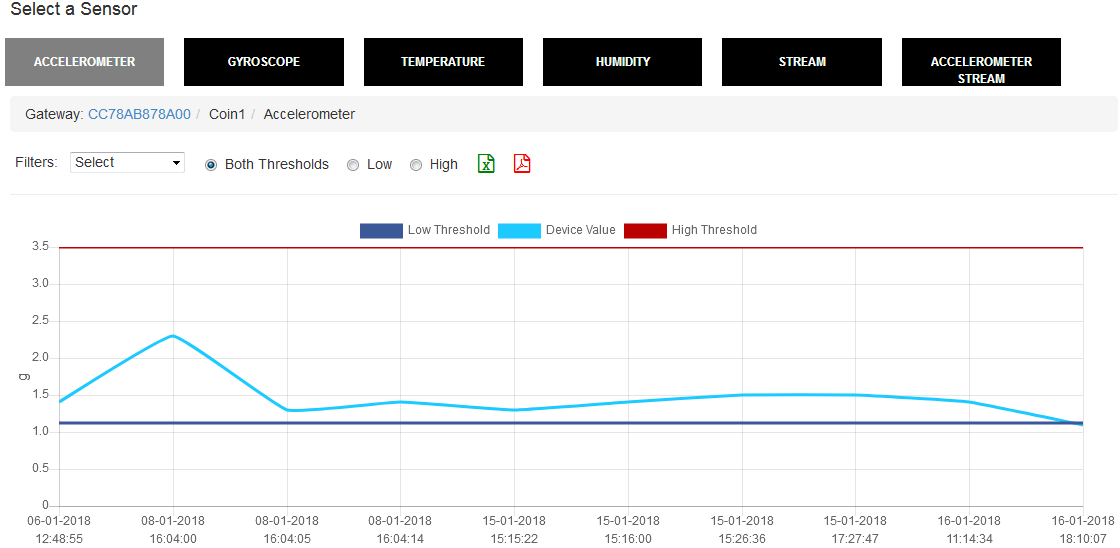 Select a Sensor
ACCELEROMETER GYROSCOPE TEMPERATURE HUMIDITY STREAM ACCELEROMETER STREAM
Gateway: CC78AB878A00 / Coin1 / Accelerometer
Filters: Select Both Thresholds Low High
Low Threshold Device Value High Threshold
3.5
3.0
2.5
2.0
g
1.5
1.0
0.5
0
06-01-2018 08-01-2018 08-01-2018 08-01-2018 15-01-2018 15-01-2018 15-01-2018 15-01-2018 16-01-2018 16-01-2018
12:48:55 16:04:00 16:04:05 16:04:14 15:15:22 15:16:00 15:26:36 17:27:47 11:14:34 18:10:07